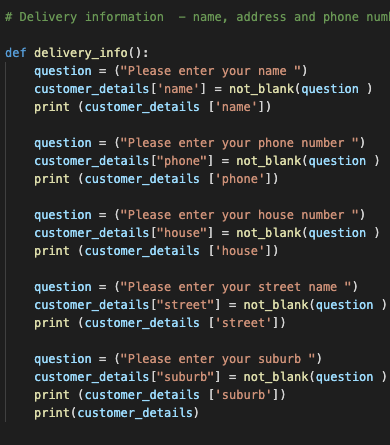 # Delivery information  - name, address and phone num
def delivery_info():
    question = ("Please enter your name ")
    customer_details['name'] = not_blank(question )
    print (customer_details ['name'])
    question = ("Please enter your phone number ")
    customer_details["phone"] = not_blank(question )
    print (customer_details ['phone'])
    question = ("Please enter your house number ")
    customer_details["house"] = not_blank(question )
    print (customer_details ['house'])
    question = ("Please enter your street name ")
    customer_details["street"] = not_blank(question )
    print (customer_details ['street'])
    question = ("Please enter your suburb ")
    customer_details["suburb"] = not_blank(question )
    print (customer_details ['suburb'])
    print(customer_details)